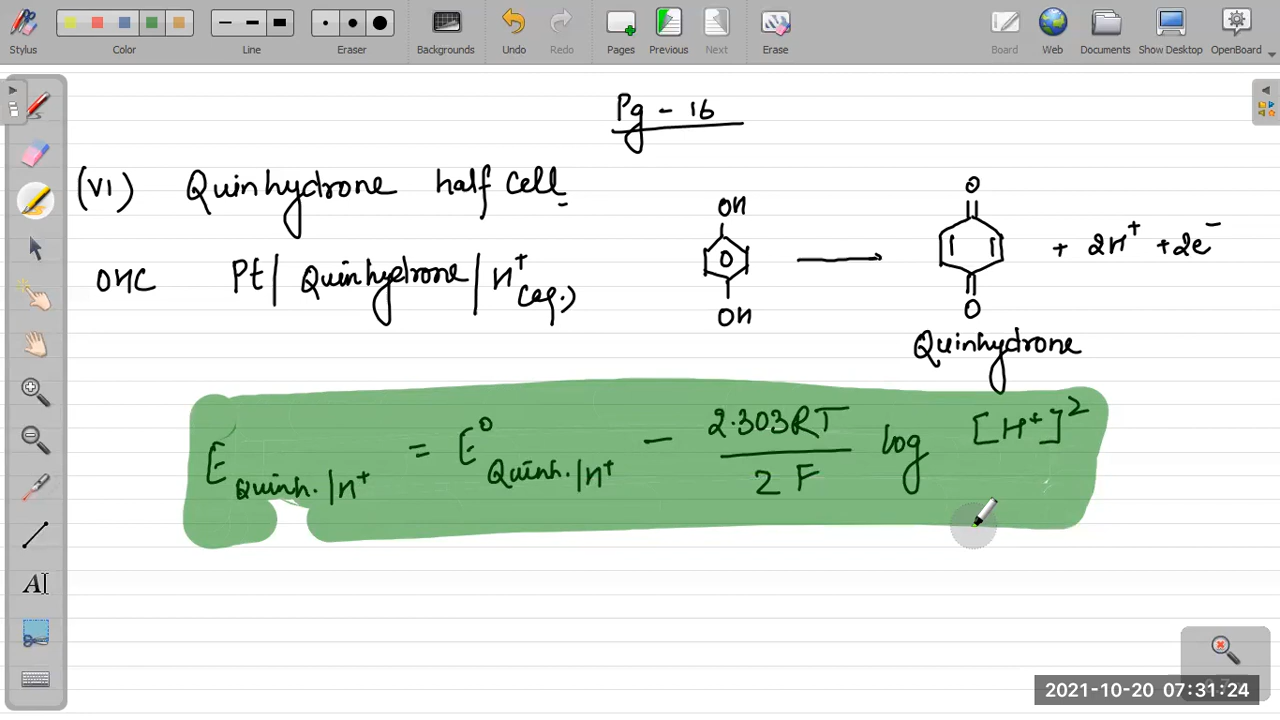 Stylus Color Line Eraser Backgrounds Undo Redo Pages Previous Next Erase Board Web Documents Show Desktop OpenBoard
Pg - 16
(VI) Quinhydrone half cell
OHC Pt | Quinhydrone | H⁺(aq.)
OH
OH
O
O
+ 2H⁺ + 2e⁻
Quinhydrone
E Quinh. | H⁺ = E⁰ Quinh. | H⁺ - 2.303RT / 2F log [H⁺]²
AI
2021-10-20 07:31:24